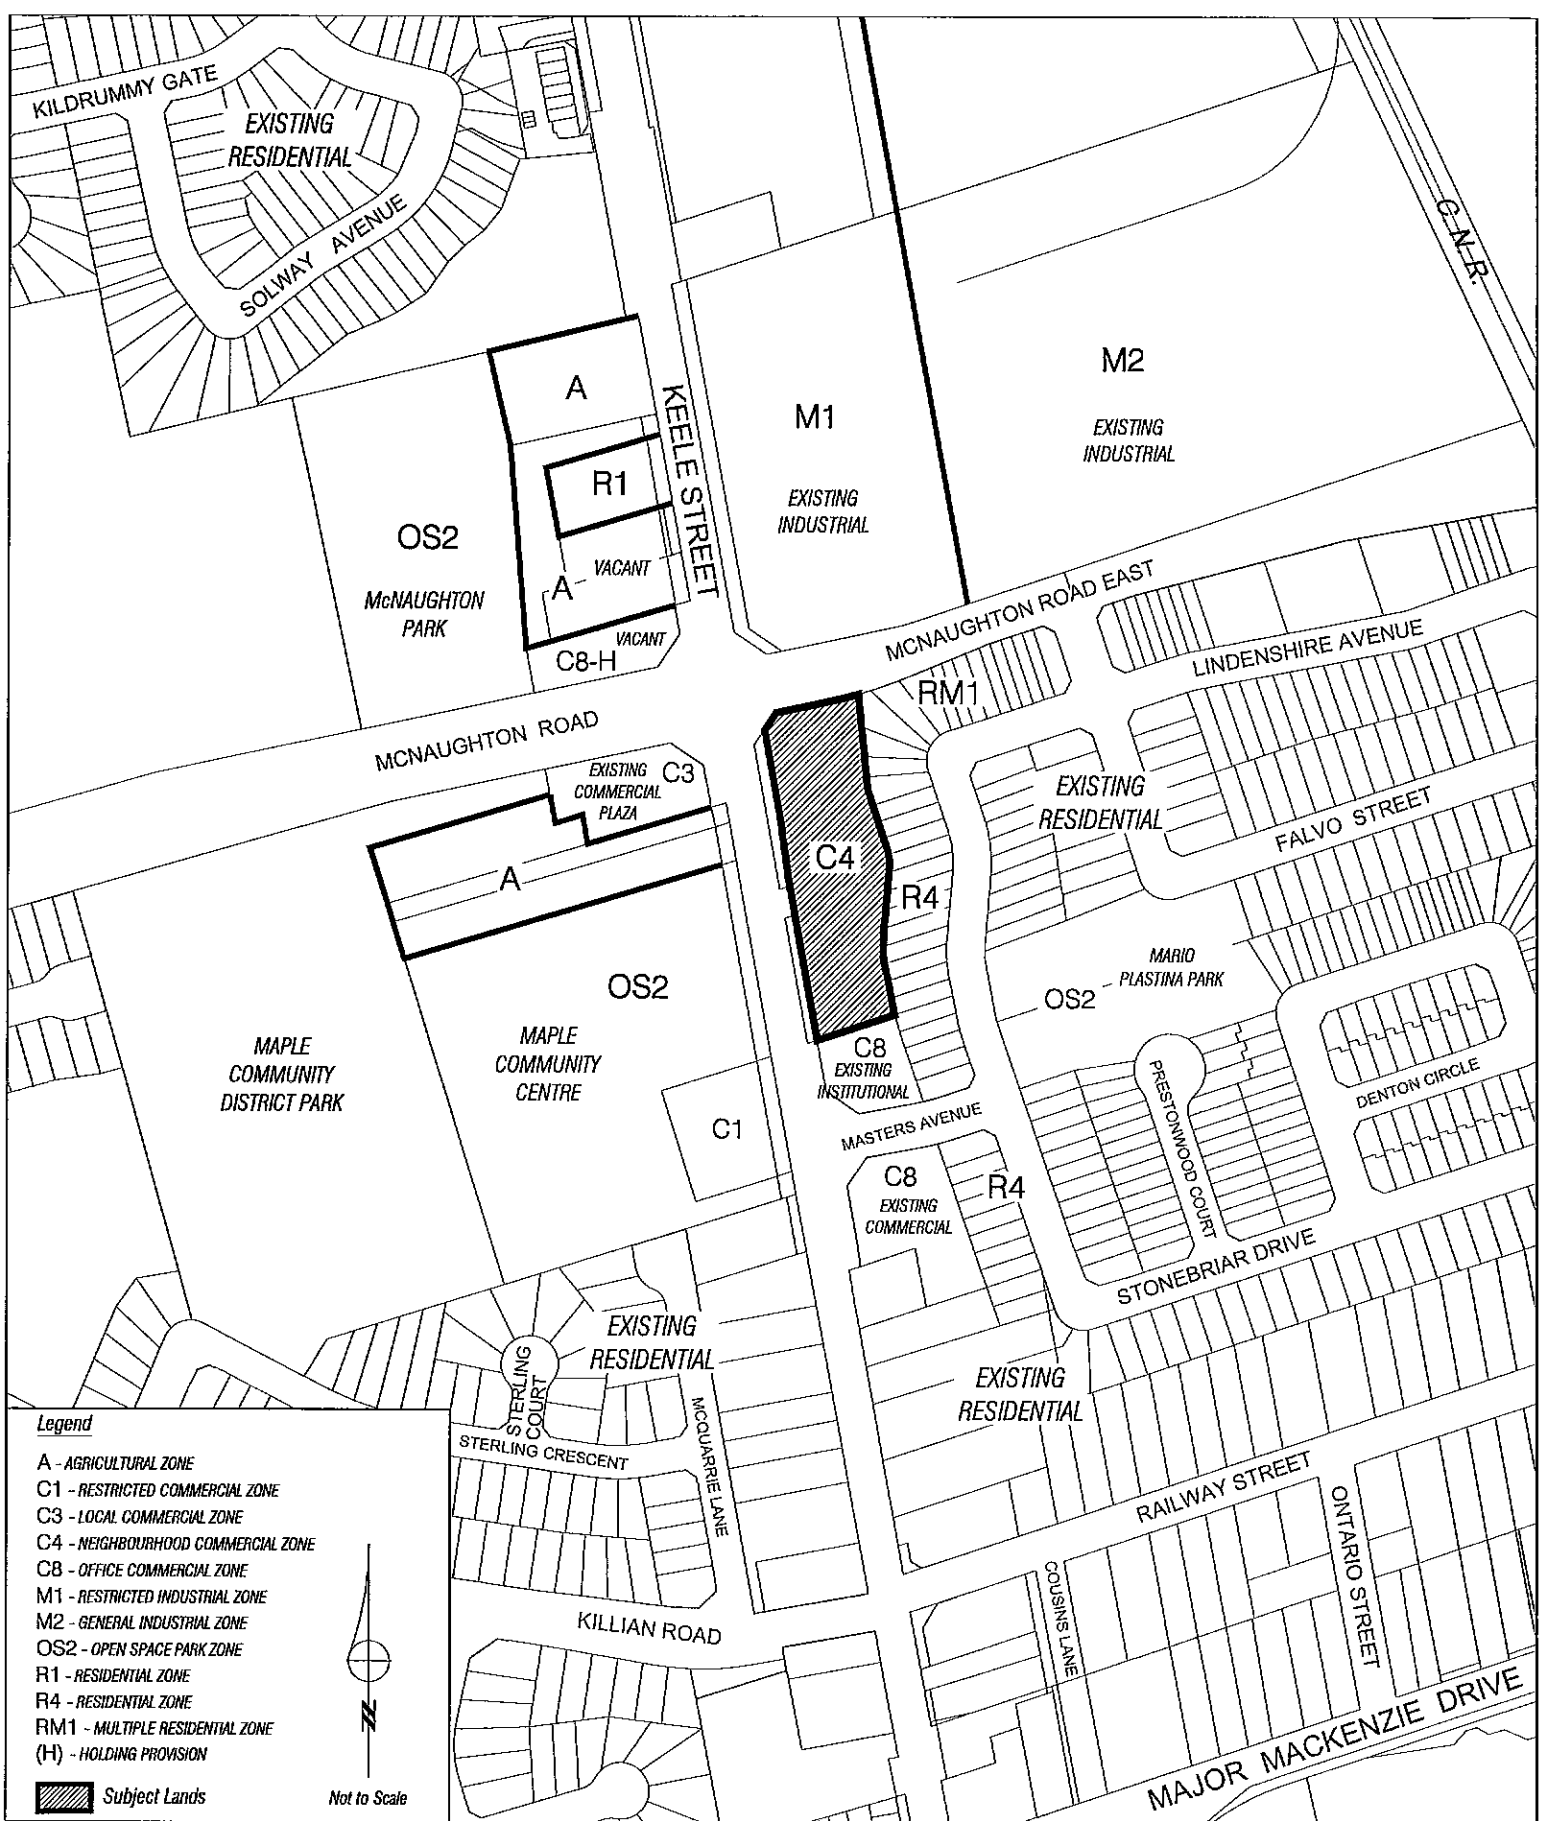 KILDRUMMY GATE
EXISTING
RESIDENTIAL
SOLWAY AVENUE
C.N.R.
A
KEELE STREET
M1
EXISTING
INDUSTRIAL
M2
EXISTING
INDUSTRIAL
R1
OS2
McNAUGHTON
PARK
VACANT
A
VACANT
C8-H
MCNAUGHTON ROAD EAST
LINDENSHIRE AVENUE
RM1
MCNAUGHTON ROAD
EXISTING
COMMERCIAL
PLAZA
C3
EXISTING
RESIDENTIAL
FALVO STREET
C4
A
R4
OS2
MAPLE
COMMUNITY
CENTRE
MAPLE
COMMUNITY
DISTRICT PARK
MARIO
PLASTINA PARK
OS2
C8
EXISTING
INSTITUTIONAL
PRESTONWOOD COURT
DENTON CIRCLE
C1
MASTERS AVENUE
C8
EXISTING
COMMERCIAL
R4
STONEBRIAR DRIVE
EXISTING
RESIDENTIAL
EXISTING
RESIDENTIAL
STERLING
COURT
STERLING CRESCENT
MCQUARRIE LANE
RAILWAY STREET
ONTARIO STREET
COUSINS LANE
KILLIAN ROAD
MAJOR MACKENZIE DRIVE
Legend
A - AGRICULTURAL ZONE
C1 - RESTRICTED COMMERCIAL ZONE
C3 - LOCAL COMMERCIAL ZONE
C4 - NEIGHBOURHOOD COMMERCIAL ZONE
C8 - OFFICE COMMERCIAL ZONE
M1 - RESTRICTED INDUSTRIAL ZONE
M2 - GENERAL INDUSTRIAL ZONE
OS2 - OPEN SPACE PARK ZONE
R1 - RESIDENTIAL ZONE
R4 - RESIDENTIAL ZONE
RM1 - MULTIPLE RESIDENTIAL ZONE
(H) - HOLDING PROVISION
Subject Lands
N
Not to Scale